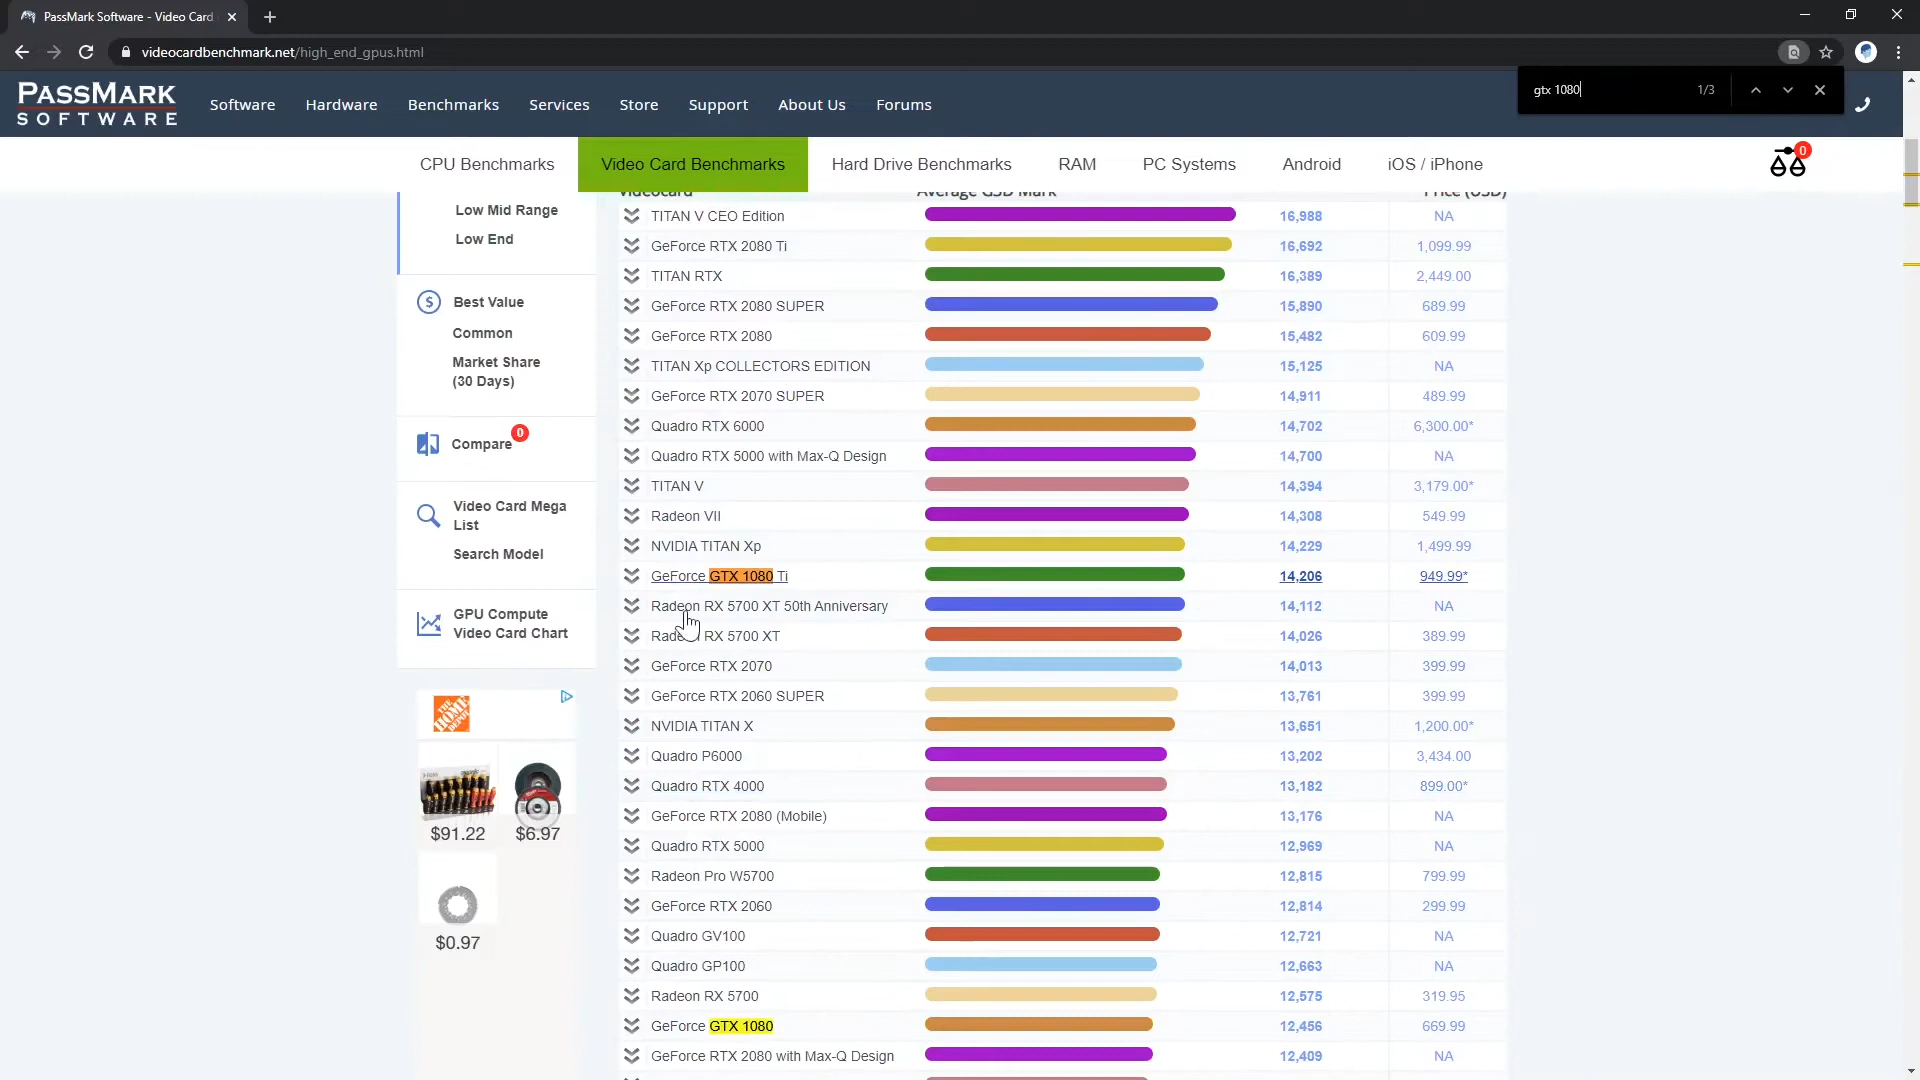 PassMark Software - Video Card
videocardbenchmark.net/high_end_gpus.html
gtx 1080
1/3
PASSMARK
SOFTWARE
Software
Hardware
Benchmarks
Services
Store
Support
About Us
Forums
CPU Benchmarks
Video Card Benchmarks
Hard Drive Benchmarks
RAM
PC Systems
Android
iOS / iPhone
0
Low Mid Range
Low End
Best Value
Common
Market Share
(30 Days)
Compare
0
Video Card Mega
List
Search Model
GPU Compute
Video Card Chart
THE HOME DEPOT
$91.22
$6.97
$0.97
Videocard Average G3D Mark Price (USD)
TITAN V CEO Edition 16,988 NA
GeForce RTX 2080 Ti 16,692 1,099.99
TITAN RTX 16,389 2,449.00
GeForce RTX 2080 SUPER 15,890 689.99
GeForce RTX 2080 15,482 609.99
TITAN Xp COLLECTORS EDITION 15,125 NA
GeForce RTX 2070 SUPER 14,911 489.99
Quadro RTX 6000 14,702 6,300.00*
Quadro RTX 5000 with Max-Q Design 14,700 NA
TITAN V 14,394 3,179.00*
Radeon VII 14,308 549.99
NVIDIA TITAN Xp 14,229 1,499.99
GeForce GTX 1080 Ti 14,206 949.99*
Radeon RX 5700 XT 50th Anniversary 14,112 NA
Radeon RX 5700 XT 14,026 389.99
GeForce RTX 2070 14,013 399.99
GeForce RTX 2060 SUPER 13,761 399.99
NVIDIA TITAN X 13,651 1,200.00*
Quadro P6000 13,202 3,434.00
Quadro RTX 4000 13,182 899.00*
GeForce RTX 2080 (Mobile) 13,176 NA
Quadro RTX 5000 12,969 NA
Radeon Pro W5700 12,815 799.99
GeForce RTX 2060 12,814 299.99
Quadro GV100 12,721 NA
Quadro GP100 12,663 NA
Radeon RX 5700 12,575 319.95
GeForce GTX 1080 12,456 669.99
GeForce RTX 2080 with Max-Q Design 12,409 NA